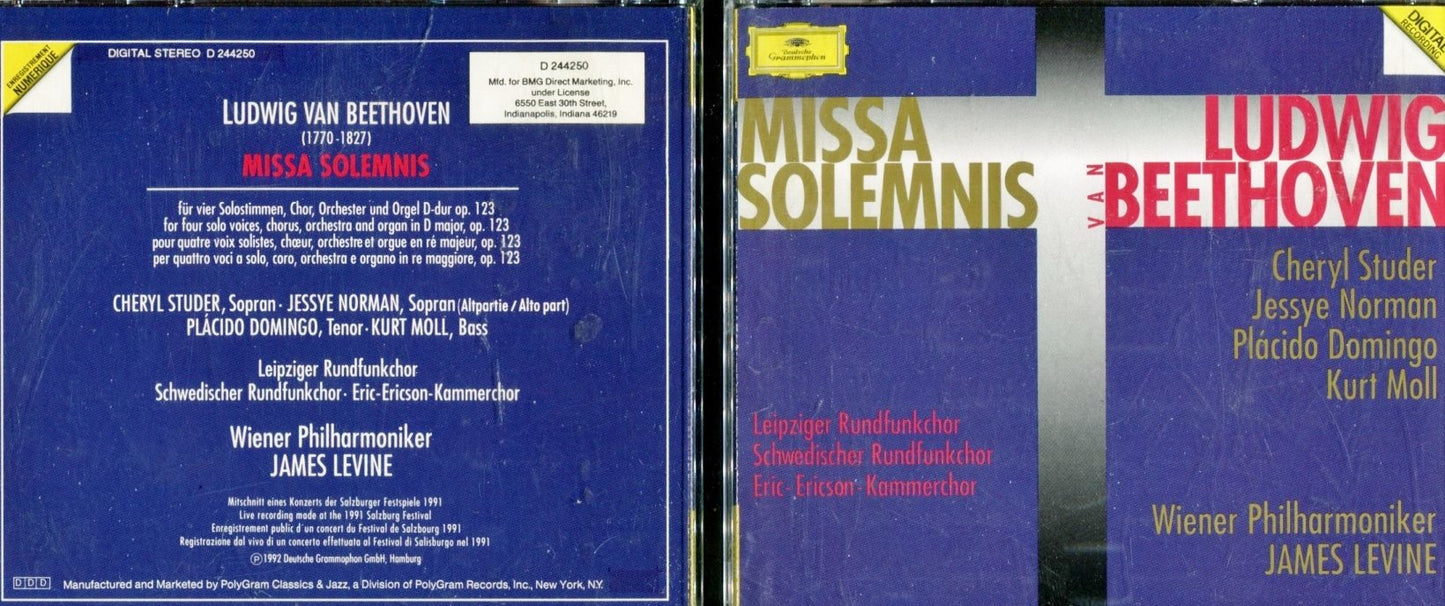 ENREGISTREMENT
NUMERIQUE
DIGITAL STEREO D 244250
D 244250
Mfd. for BMG Direct Marketing, Inc.
under License
6550 East 30th Street,
Indianapolis, Indiana 46219
LUDWIG VAN BEETHOVEN
(1770-1827)
MISSA SOLEMNIS
für vier Solostimmen, Chor, Orchester und Orgel D-dur op. 123
for four solo voices, chorus, orchestra and organ in D major, op. 123
pour quatre voix solistes, chœur, orchestre et orgue en ré majeur, op. 123
per quattro voci a solo, coro, orchestra e organo in re maggiore, op. 123
CHERYL STUDER, Sopran · JESSYE NORMAN, Sopran (Altpartie / Alto part)
PLÁCIDO DOMINGO, Tenor · KURT MOLL, Bass
Leipziger Rundfunkchor
Schwedischer Rundfunkchor · Eric-Ericson-Kammerchor
Wiener Philharmoniker
JAMES LEVINE
Mitschnitt eines Konzerts der Salzburger Festspiele 1991
Live recording made at the 1991 Salzburg Festival
Enregistrement public d'un concert du Festival de Salzbourg 1991
Registrazione dal vivo di un concerto effettuata al Festival di Salisburgo nel 1991
Ⓟ 1992 Deutsche Grammophon GmbH, Hamburg
DDD Manufactured and Marketed by PolyGram Classics & Jazz, a Division of PolyGram Records, Inc., New York, N.Y.
Deutsche
Grammophon
DIGITAL
RECORDING
MISSA
SOLEMNIS
LUDWIG
VAN
BEETHOVEN
Cheryl Studer
Jessye Norman
Plácido Domingo
Kurt Moll
Leipziger Rundfunkchor
Schwedischer Rundfunkchor
Eric-Ericson-Kammerchor
Wiener Philharmoniker
JAMES LEVINE